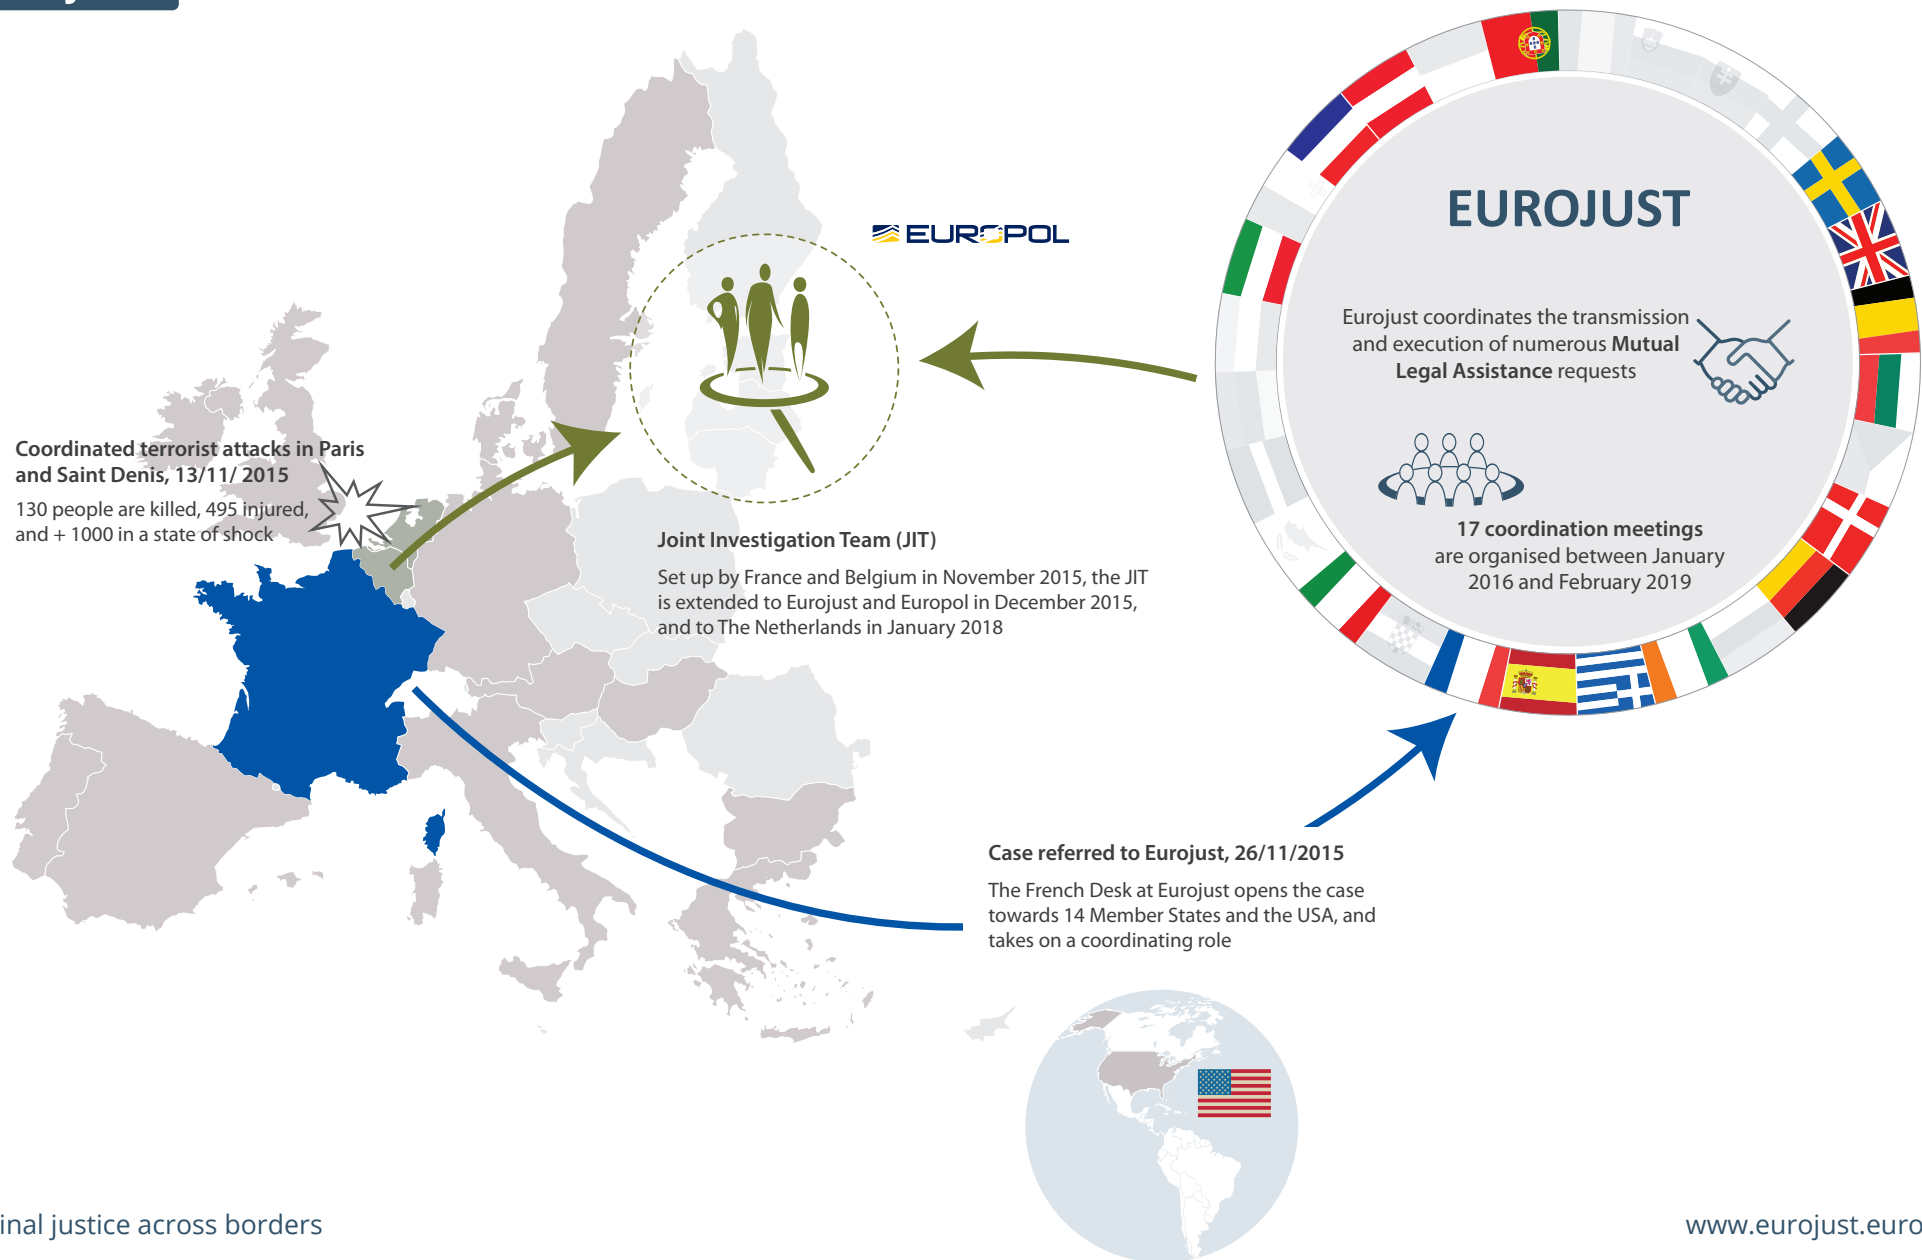 EUROPOL
EUROJUST
Eurojust coordinates the transmission
and execution of numerous Mutual
Legal Assistance requests
17 coordination meetings
are organised between January
2016 and February 2019
Coordinated terrorist attacks in Paris
and Saint Denis, 13/11/ 2015
130 people are killed, 495 injured,
and + 1000 in a state of shock
Joint Investigation Team (JIT)
Set up by France and Belgium in November 2015, the JIT
is extended to Eurojust and Europol in December 2015,
and to The Netherlands in January 2018
Case referred to Eurojust, 26/11/2015
The French Desk at Eurojust opens the case
towards 14 Member States and the USA, and
takes on a coordinating role
inal justice across borders
www.eurojust.euro